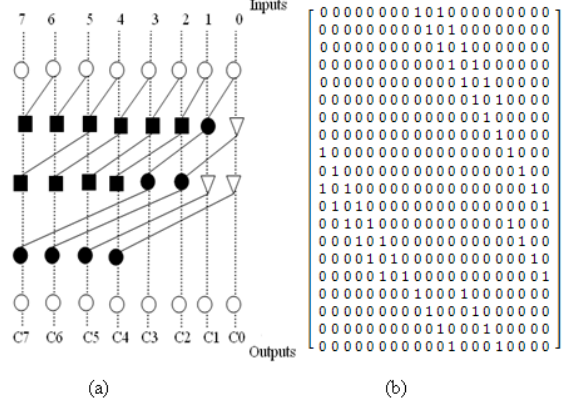 Inputs
7 6 5 4 3 2 1 0
C7 C6 C5 C4 C3 C2 C1 C0
Outputs
(a)
0 0 0 0 0 0 0 0 1 0 1 0 0 0 0 0 0 0 0 0
0 0 0 0 0 0 0 0 0 1 0 1 0 0 0 0 0 0 0 0
0 0 0 0 0 0 0 0 0 0 1 0 1 0 0 0 0 0 0 0
0 0 0 0 0 0 0 0 0 0 0 1 0 1 0 0 0 0 0 0
0 0 0 0 0 0 0 0 0 0 0 0 1 1 0 0 0 0 0 0
0 0 0 0 0 0 0 0 0 0 0 0 0 1 0 1 0 0 0 0
0 0 0 0 0 0 0 0 0 0 0 0 0 0 1 0 0 0 0 0
0 0 0 0 0 0 0 0 0 0 0 0 0 0 0 1 0 0 0 0
1 0 0 0 0 0 0 0 0 0 0 0 0 0 0 0 1 0 0 0
0 1 0 0 0 0 0 0 0 0 0 0 0 0 0 0 0 1 0 0
1 0 1 0 0 0 0 0 0 0 0 0 0 0 0 0 0 0 1 0
0 1 0 1 0 0 0 0 0 0 0 0 0 0 0 0 0 0 0 1
0 0 1 0 1 0 0 0 0 0 0 0 0 0 0 0 1 0 0 0
0 0 0 1 0 1 0 0 0 0 0 0 0 0 0 0 0 1 0 0
0 0 0 0 1 0 1 0 0 0 0 0 0 0 0 0 0 0 1 0
0 0 0 0 0 1 0 1 0 0 0 0 0 0 0 0 0 0 0 1
0 0 0 0 0 0 0 0 1 0 0 0 1 0 0 0 0 0 0 0
0 0 0 0 0 0 0 0 0 1 0 0 0 1 0 0 0 0 0 0
0 0 0 0 0 0 0 0 0 0 1 0 0 0 1 0 0 0 0 0
0 0 0 0 0 0 0 0 0 0 0 1 0 0 0 1 0 0 0 0
(b)